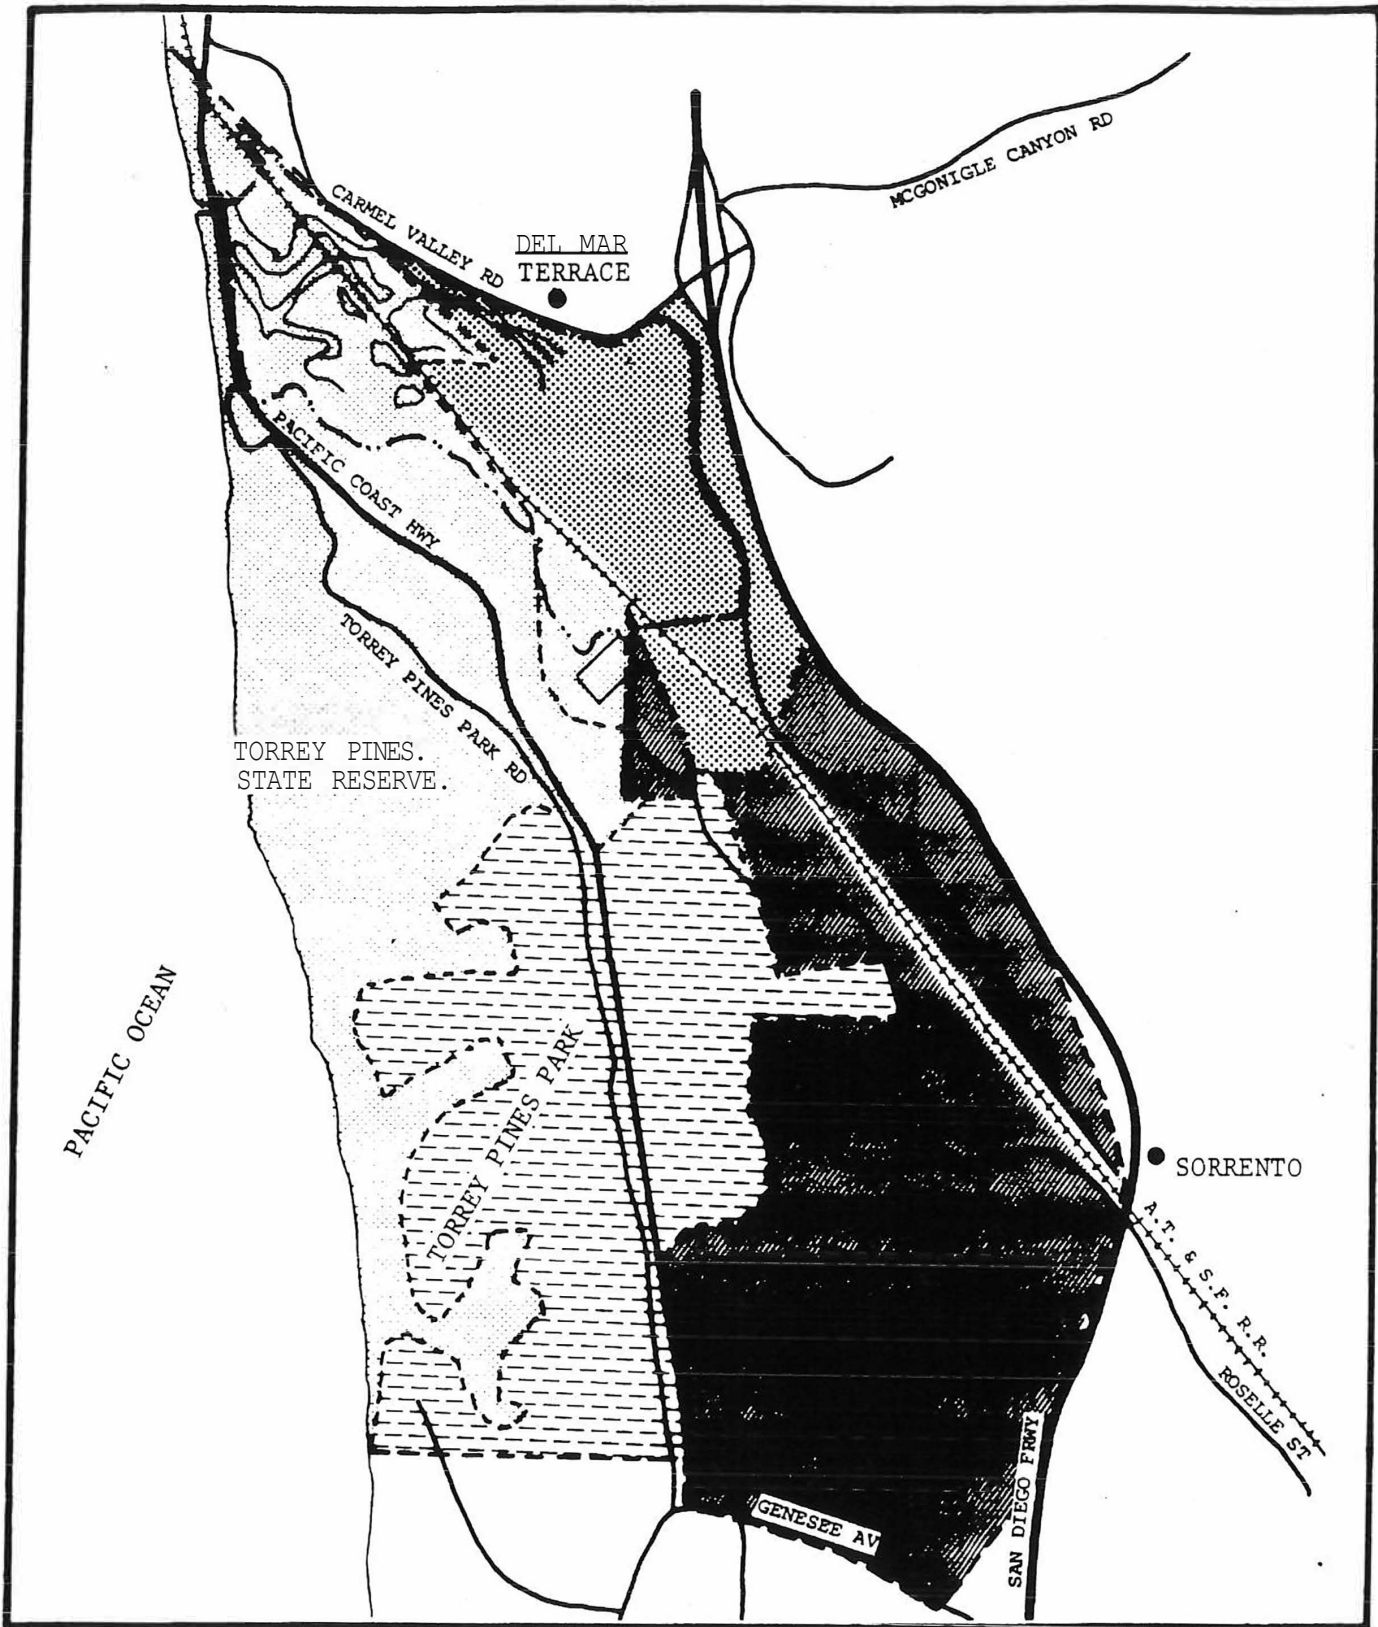 MCGONIGLE CANYON RD
CARMEL VALLEY RD
DEL MAR
TERRACE
PACIFIC COAST HWY
TORREY PINES PARK RD
TORREY PINES.
STATE RESERVE.
PACIFIC OCEAN
TORREY PINES PARK
SORRENTO
A.T. & S.F. R.R.
ROSELLE ST
SAN DIEGO FRWY
GENESEE AV